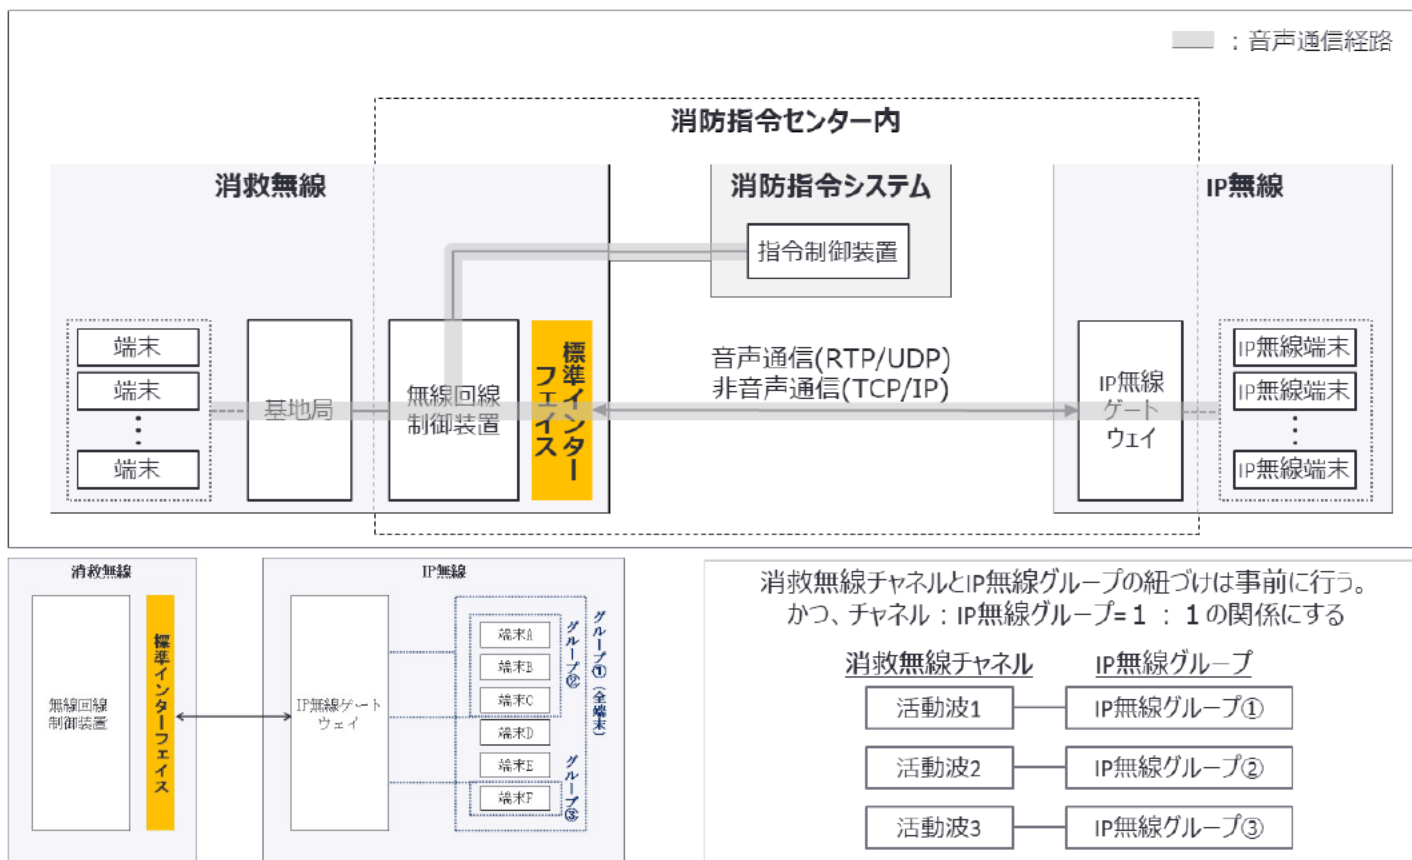 ：音声通信経路
消防指令センター内
消救無線
消防指令システム
IP無線
指令制御装置
端末
端末
端末
基地局
無線回線
制御装置
標準インター
フェイス
音声通信(RTP/UDP)
非音声通信(TCP/IP)
IP無線
ゲート
ウェイ
IP無線端末
IP無線端末
IP無線端末
消救無線
無線回線
制御装置
標準インターフェイス
IP無線
IP無線ゲート
ウェイ
端末A
端末B
端末C
端末D
端末E
端末F
グループ②
グループ①（全端末）
グループ③
消救無線チャネルとIP無線グループの紐づけは事前に行う。
かつ、チャネル：IP無線グループ=１：１の関係にする
消救無線チャネル
IP無線グループ
活動波1
IP無線グループ①
活動波2
IP無線グループ②
活動波3
IP無線グループ③